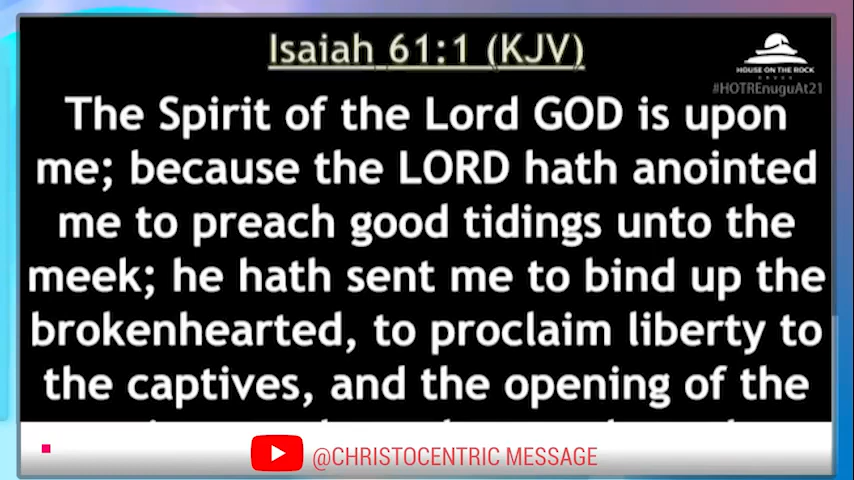 Isaiah 61:1 (KJV)
HOUSE ON THE ROCK
#HOTREnuguAt21
The Spirit of the Lord GOD is upon
me; because the LORD hath anointed
me to preach good tidings unto the
meek; he hath sent me to bind up the
brokenhearted, to proclaim liberty to
the captives, and the opening of the
@CHRISTOCENTRIC MESSAGE